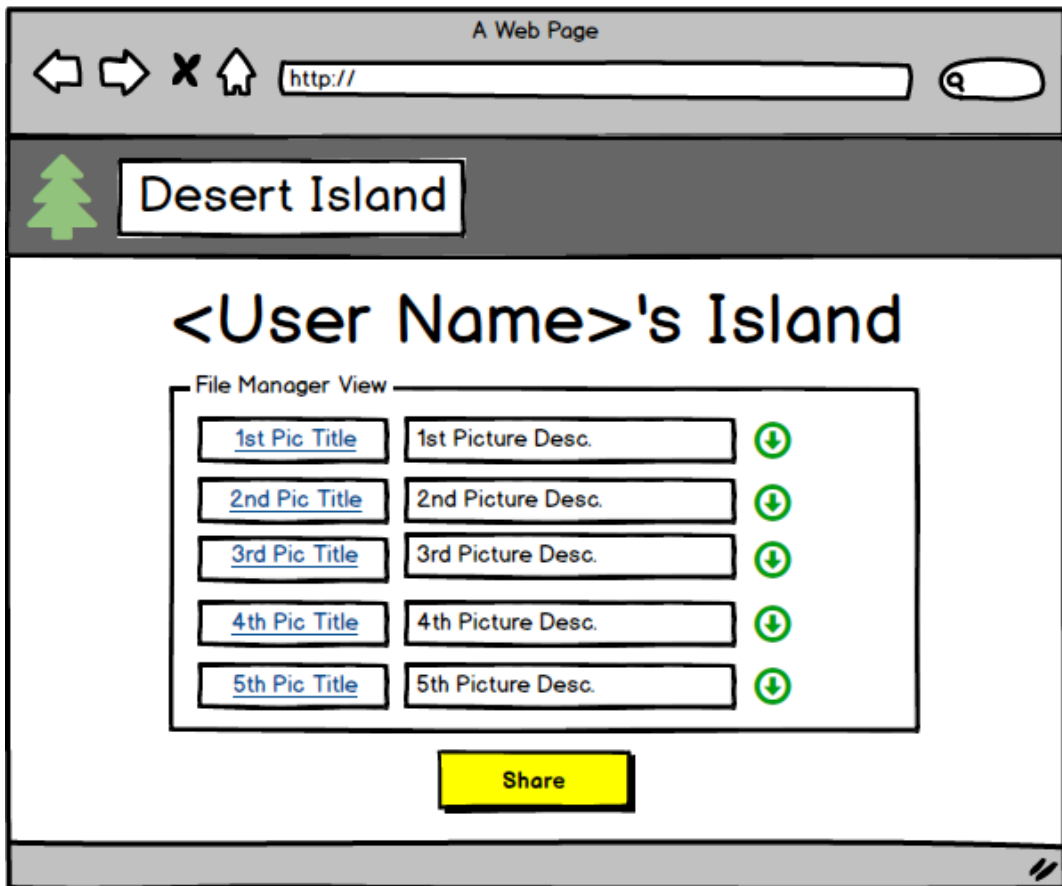 A Web Page
http://
Desert Island
<User Name>'s Island
File Manager View
1st Pic Title 1st Picture Desc.
2nd Pic Title 2nd Picture Desc.
3rd Pic Title 3rd Picture Desc.
4th Pic Title 4th Picture Desc.
5th Pic Title 5th Picture Desc.
Share